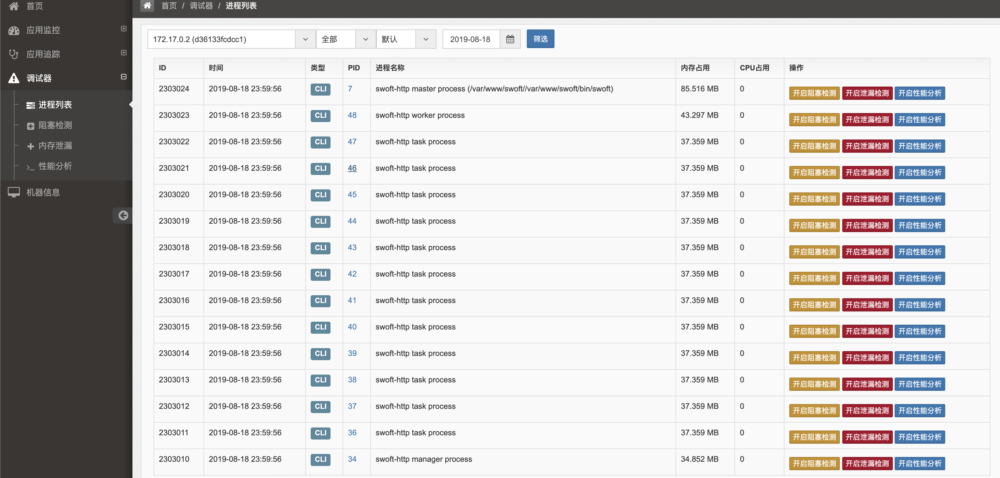 首页
应用监控
应用追踪
调试器
进程列表
阻塞检测
内存泄漏
性能分析
机器信息
首页 / 调试器 / 进程列表
172.17.0.2 (d36133fcdcc1) 全部 默认 2019-08-18 筛选
ID 时间 类型 PID 进程名称 内存占用 CPU占用 操作
2303024 2019-08-18 23:59:56 CLI 7 swoft-http master process (/var/www/swoft//var/www/swoft/bin/swoft) 85.516 MB 0 开启阻塞检测 开启泄漏检测 开启性能分析
2303023 2019-08-18 23:59:56 CLI 48 swoft-http worker process 43.297 MB 0 开启阻塞检测 开启泄漏检测 开启性能分析
2303022 2019-08-18 23:59:56 CLI 47 swoft-http task process 37.359 MB 0 开启阻塞检测 开启泄漏检测 开启性能分析
2303021 2019-08-18 23:59:56 CLI 46 swoft-http task process 37.359 MB 0 开启阻塞检测 开启泄漏检测 开启性能分析
2303020 2019-08-18 23:59:56 CLI 45 swoft-http task process 37.359 MB 0 开启阻塞检测 开启泄漏检测 开启性能分析
2303019 2019-08-18 23:59:56 CLI 44 swoft-http task process 37.359 MB 0 开启阻塞检测 开启泄漏检测 开启性能分析
2303018 2019-08-18 23:59:56 CLI 43 swoft-http task process 37.359 MB 0 开启阻塞检测 开启泄漏检测 开启性能分析
2303017 2019-08-18 23:59:56 CLI 42 swoft-http task process 37.359 MB 0 开启阻塞检测 开启泄漏检测 开启性能分析
2303016 2019-08-18 23:59:56 CLI 41 swoft-http task process 37.359 MB 0 开启阻塞检测 开启泄漏检测 开启性能分析
2303015 2019-08-18 23:59:56 CLI 40 swoft-http task process 37.359 MB 0 开启阻塞检测 开启泄漏检测 开启性能分析
2303014 2019-08-18 23:59:56 CLI 39 swoft-http task process 37.359 MB 0 开启阻塞检测 开启泄漏检测 开启性能分析
2303013 2019-08-18 23:59:56 CLI 38 swoft-http task process 37.359 MB 0 开启阻塞检测 开启泄漏检测 开启性能分析
2303012 2019-08-18 23:59:56 CLI 37 swoft-http task process 37.359 MB 0 开启阻塞检测 开启泄漏检测 开启性能分析
2303011 2019-08-18 23:59:56 CLI 36 swoft-http task process 37.359 MB 0 开启阻塞检测 开启泄漏检测 开启性能分析
2303010 2019-08-18 23:59:56 CLI 34 swoft-http manager process 34.852 MB 0 开启阻塞检测 开启泄漏检测 开启性能分析